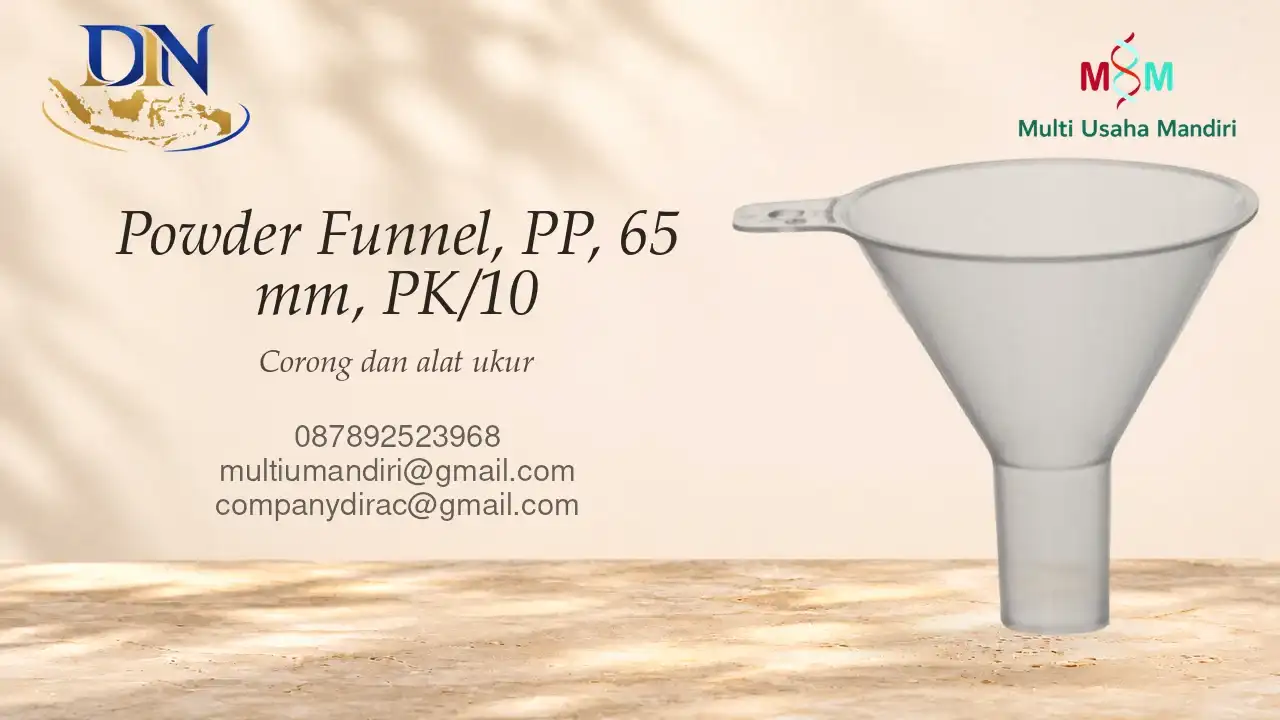 DN
M M
Multi Usaha Mandiri
Powder Funnel, PP, 65
mm, PK/10
Corong dan alat ukur
087892523968
multiumandiri@gmail.com
companydirac@gmail.com